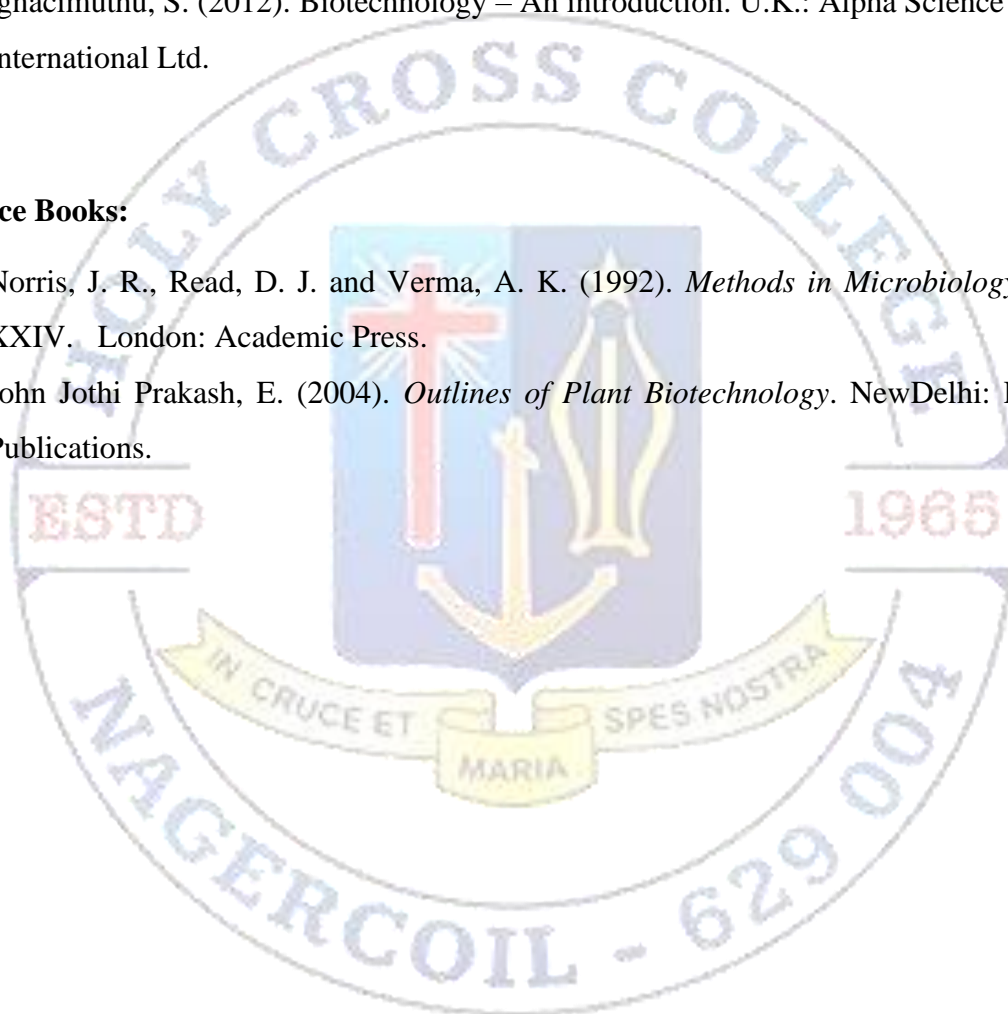 gnacimuthu, S. (2012). Biotechnology – An introduction. U.K.: Alpha Science
nternational Ltd.
ce Books:
Norris, J. R., Read, D. J. and Verma, A. K. (1992). Methods in Microbiology
XXIV. London: Academic Press.
ohn Jothi Prakash, E. (2004). Outlines of Plant Biotechnology. NewDelhi:
Publications.
HOLY CROSS COLLEGE
ESTD
1965
IN CRUCE ET
MARIA
SPES NOSTRA
NAGERCOIL - 629 004